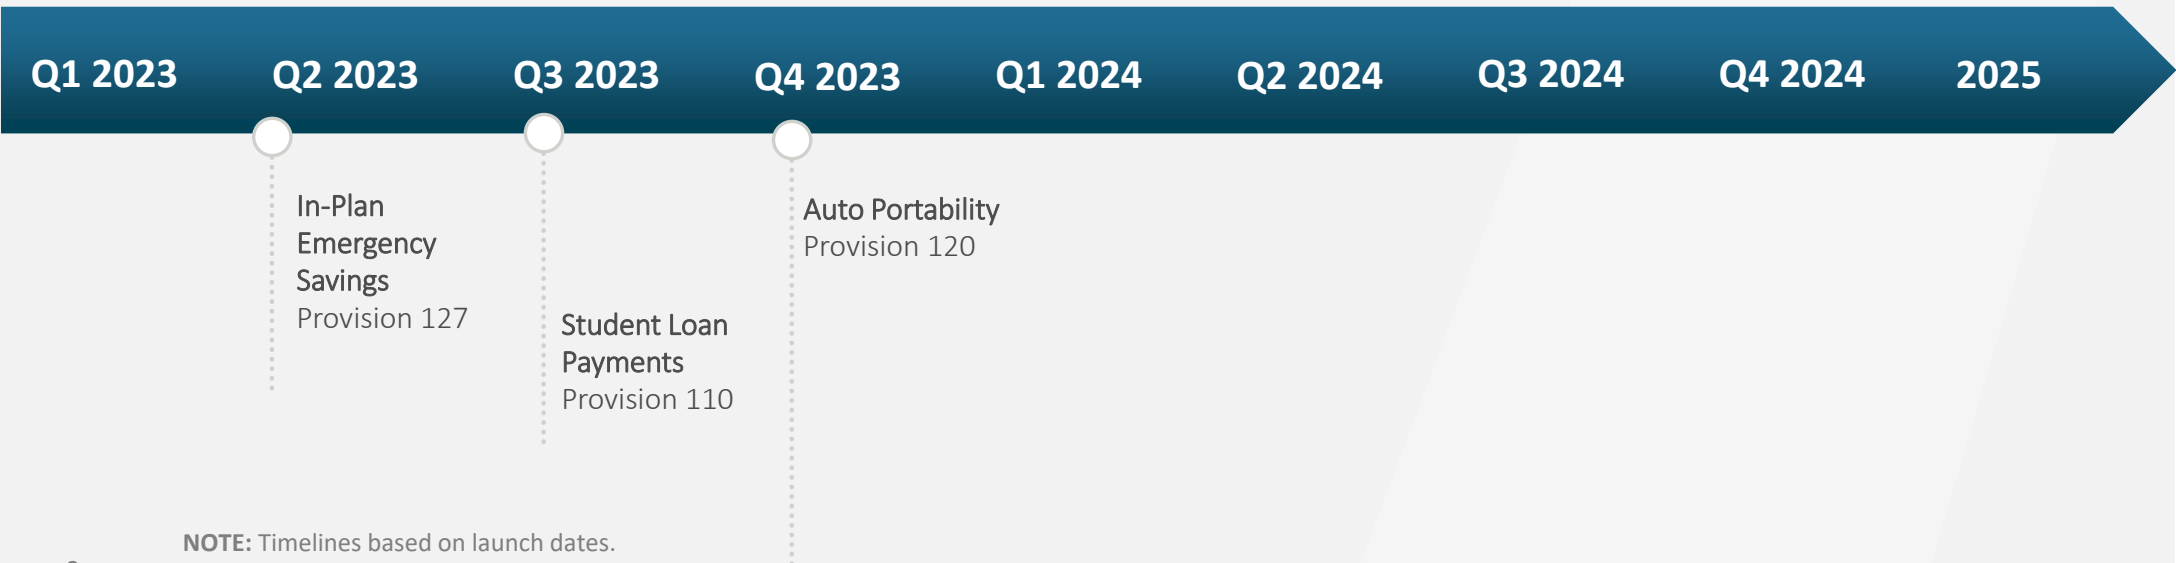 Q1 2023 Q2 2023 Q3 2023 Q4 2023 Q1 2024 Q2 2024 Q3 2024 Q4 2024 2025
In-Plan
Emergency
Savings
Provision 127
Student Loan
Payments
Provision 110
Auto Portability
Provision 120
NOTE: Timelines based on launch dates.